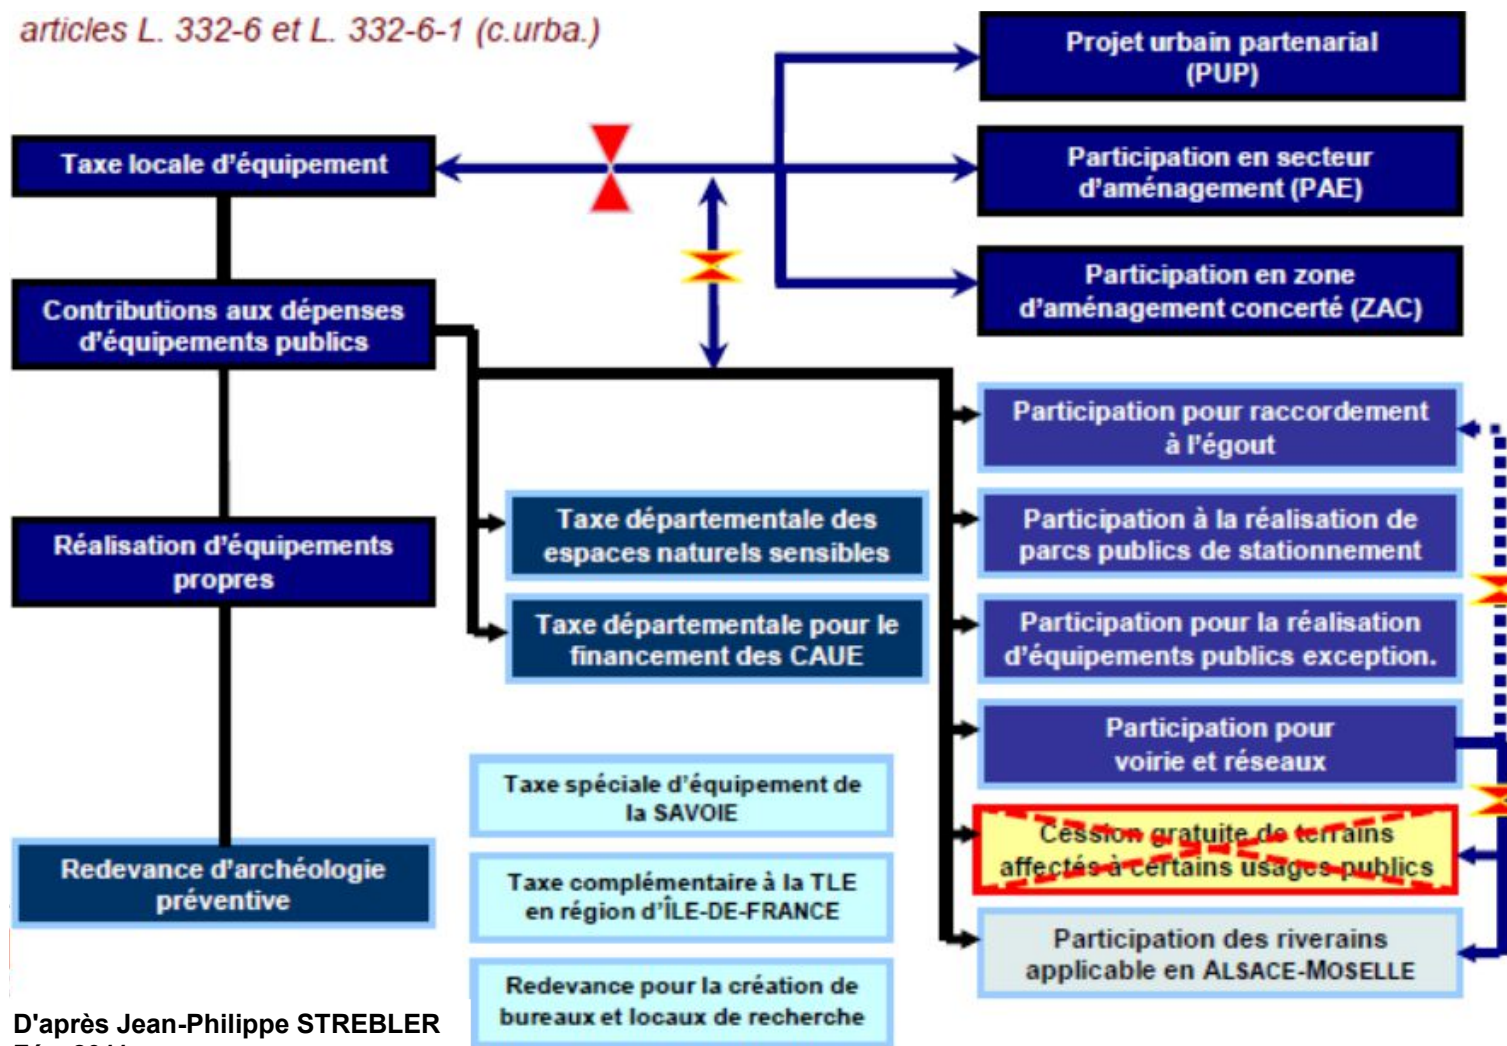 articles L. 332-6 et L. 332-6-1 (c.urba.)
Projet urbain partenarial
(PUP)
Taxe locale d'équipement
Participation en secteur
d'aménagement (PAE)
Participation en zone
d'aménagement concerté (ZAC)
Contributions aux dépenses
d'équipements publics
Participation pour raccordement
à l'égout
Réalisation d'équipements
propres
Taxe départementale des
espaces naturels sensibles
Participation à la réalisation de
parcs publics de stationnement
Taxe départementale pour le
financement des CAUE
Participation pour la réalisation
d'équipements publics exception.
Participation pour
voirie et réseaux
Taxe spéciale d'équipement de
la SAVOIE
Cession gratuite de terrains
affectés à certains usages publics
Redevance d'archéologie
préventive
Taxe complémentaire à la TLE
en région d'ÎLE-DE-FRANCE
Participation des riverains
applicable en ALSACE-MOSELLE
Redevance pour la création de
bureaux et locaux de recherche
D'après Jean-Philippe STREBLER